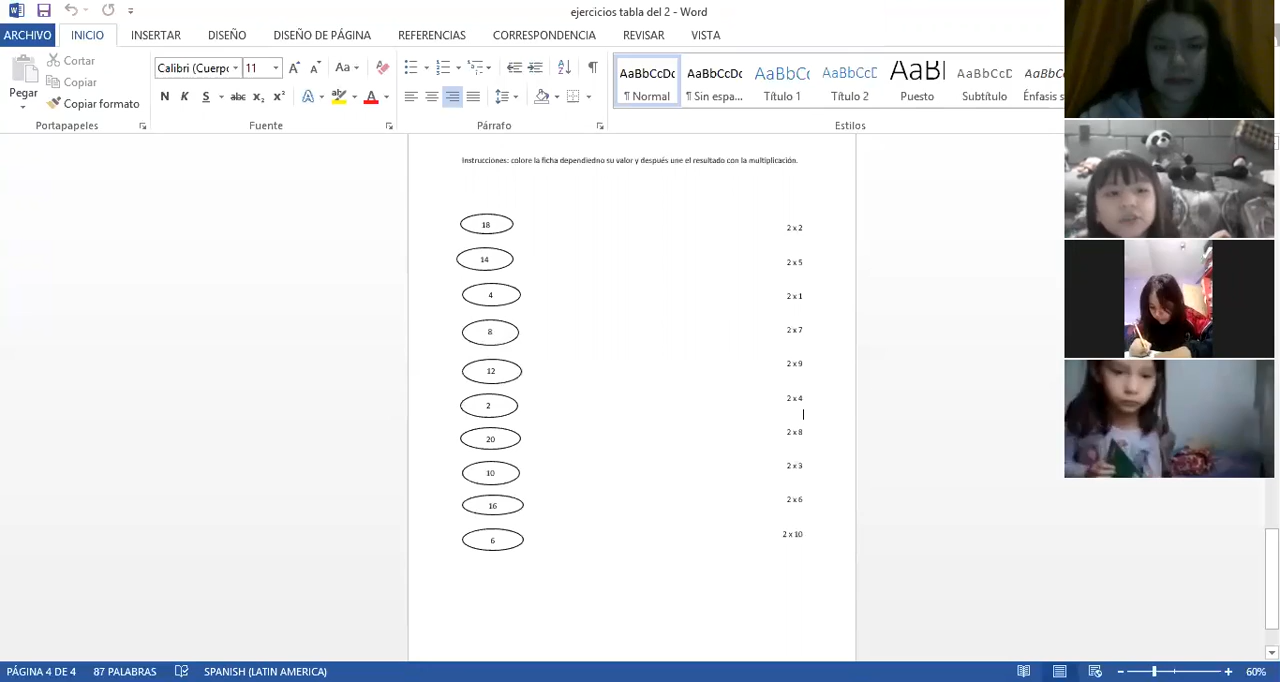 ejercicios tabla del 2 - Word
ARCHIVO INICIO INSERTAR DISEÑO DISEÑO DE PÁGINA REFERENCIAS CORRESPONDENCIA REVISAR VISTA
Pegar
Cortar
Copiar
Copiar formato
Portapapeles
Calibri (Cuerpo 11
Aa
N K S abc x₂ x²
A A
Fuente
Párrafo
AaBbCcDc AaBbCcDc AaBbCc AaBbCcD AaBl AaBbCcD AaBbCc
¶ Normal ¶ Sin espa... Título 1 Título 2 Puesto Subtítulo Énfasis s
Estilos
Instrucciones: colore la ficha dependiedno su valor y después une el resultado con la multiplicación.
18 2 x 2
14 2 x 5
4 2 x 1
8 2 x 7
12 2 x 9
2 2 x 4
20 2 x 8
10 2 x 3
16 2 x 6
6 2 x 10
PÁGINA 4 DE 4 87 PALABRAS SPANISH (LATIN AMERICA) 60%